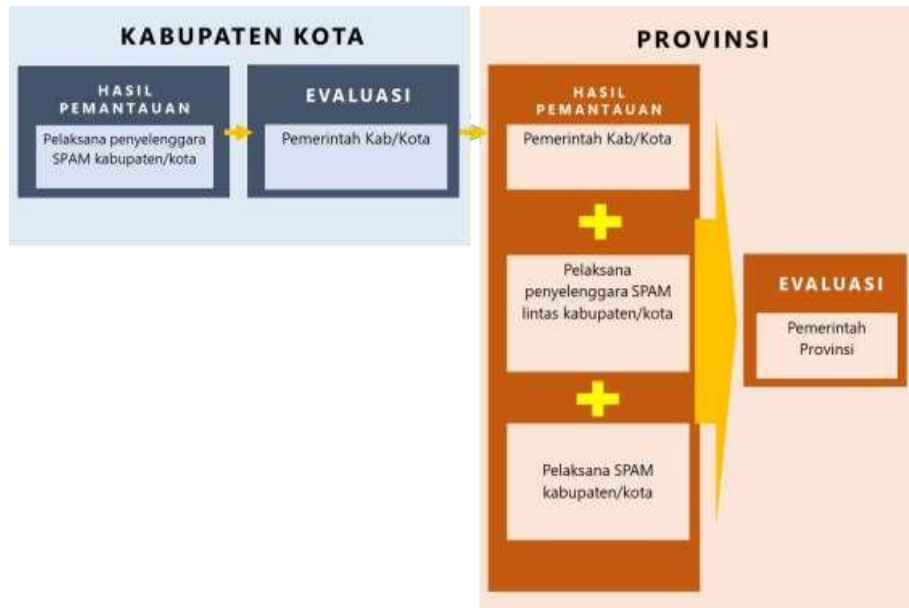 KABUPATEN KOTA
HASIL
PEMANTAUAN
Pelaksana penyelenggara
SPAM kabupaten/kota
EVALUASI
Pemerintah Kab/Kota
PROVINSI
HASIL
PEMANTAUAN
Pemerintah Kab/Kota
Pelaksana
penyelenggara SPAM
lintas kabupaten/kota
Pelaksana SPAM
kabupaten/kota
EVALUASI
Pemerintah
Provinsi